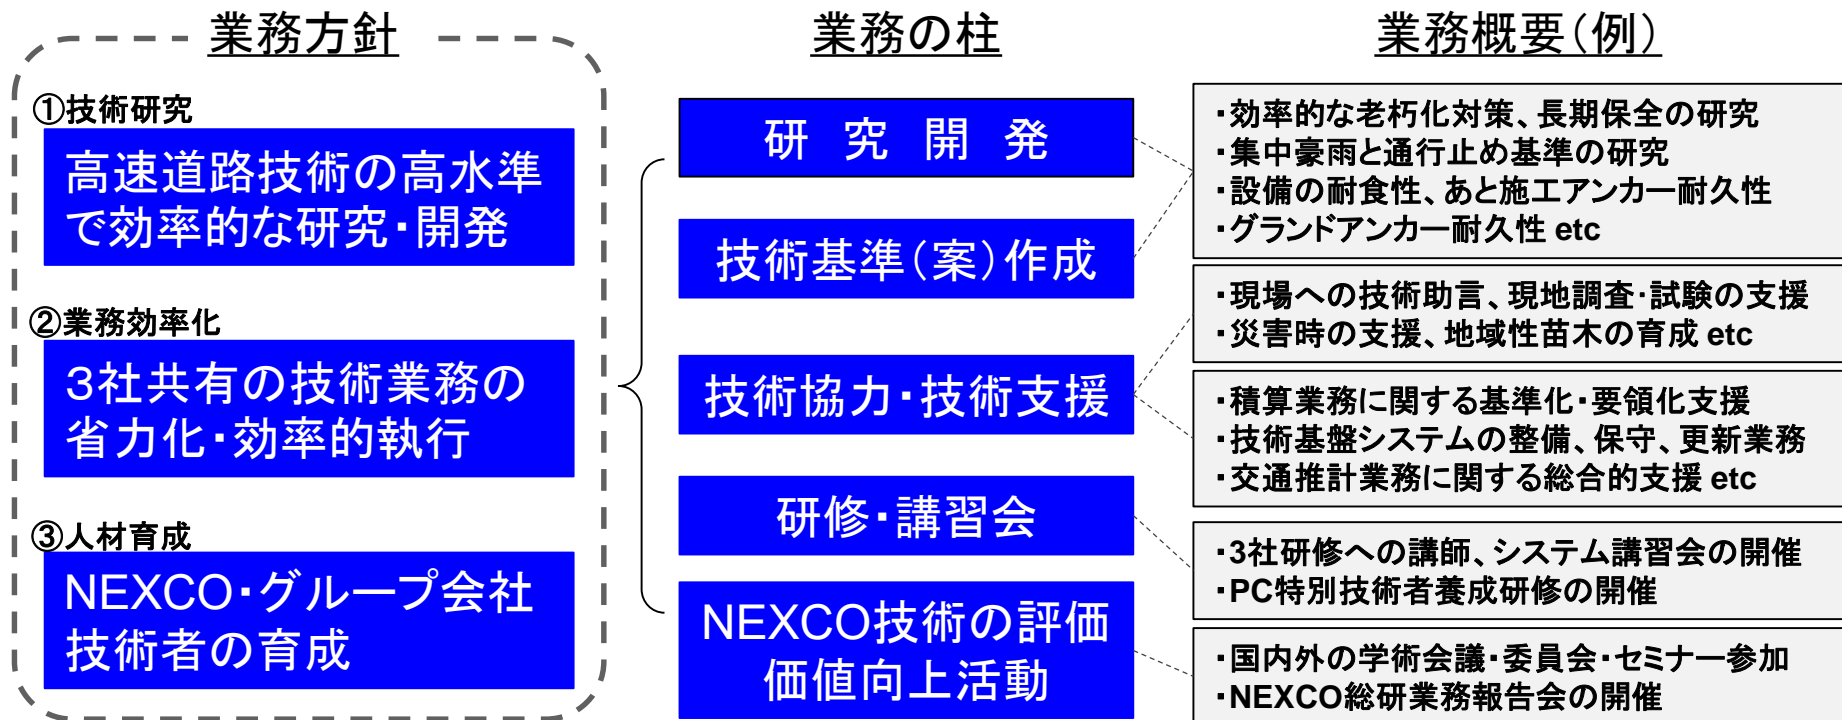 業務方針
①技術研究
高速道路技術の高水準
で効率的な研究・開発
②業務効率化
3社共有の技術業務の
省力化・効率的執行
③人材育成
NEXCO・グループ会社
技術者の育成
業務の柱
研 究 開 発
技術基準(案)作成
技術協力・技術支援
研修・講習会
NEXCO技術の評価
価値向上活動
業務概要(例)
・効率的な老朽化対策、長期保全の研究
・集中豪雨と通行止め基準の研究
・設備の耐食性、あと施工アンカー耐久性
・グランドアンカー耐久性 etc
・現場への技術助言、現地調査・試験の支援
・災害時の支援、地域性苗木の育成 etc
・積算業務に関する基準化・要領化支援
・技術基盤システムの整備、保守、更新業務
・交通推計業務に関する総合的支援 etc
・3社研修への講師、システム講習会の開催
・PC特別技術者養成研修の開催
・国内外の学術会議・委員会・セミナー参加
・NEXCO総研業務報告会の開催